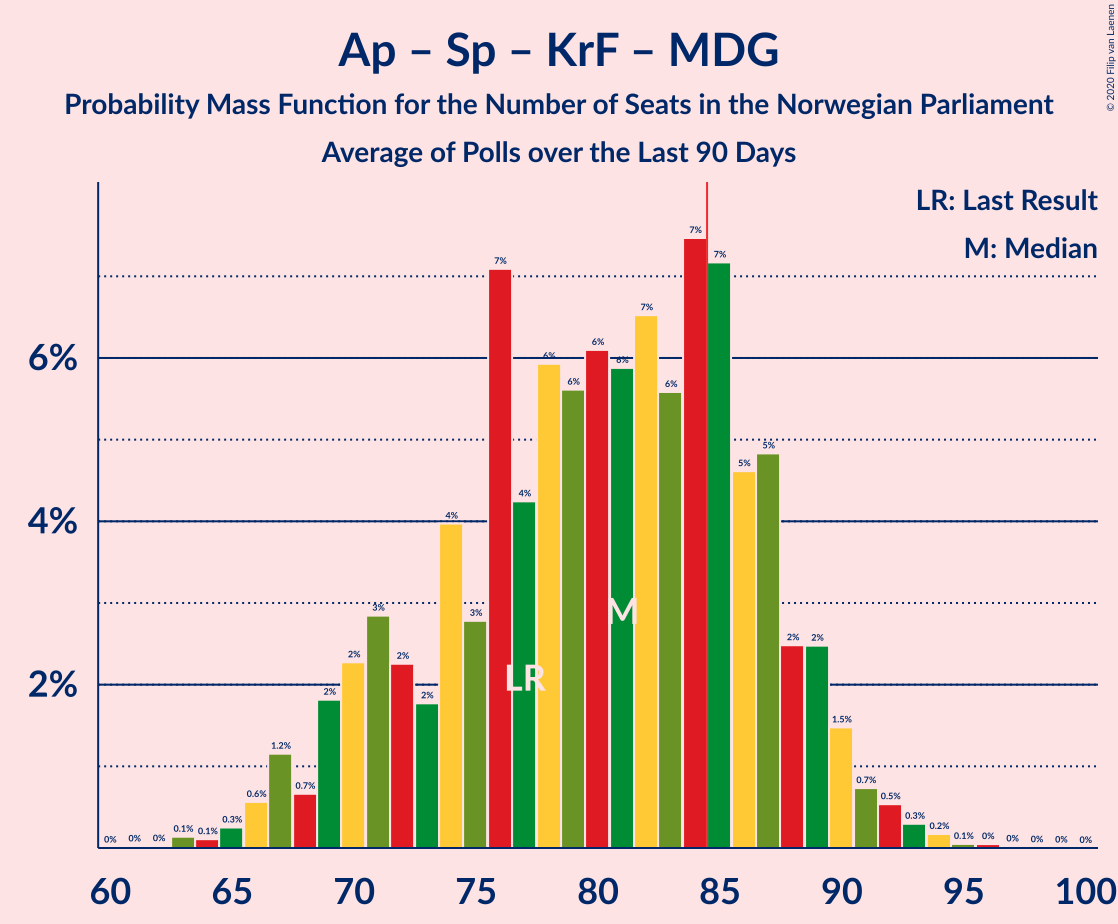 Ap – Sp – KrF – MDG
Probability Mass Function for the Number of Seats in the Norwegian Parliament
Average of Polls over the Last 90 Days
© 2020 Filip van Laenen
LR: Last Result
M: Median
6%
4%
2%
0% 0% 0% 0.1% 0.1% 0.3% 0.6% 1.2% 0.7% 2% 2% 3% 2% 2% 4% 3% 7% 4% 6% 6% 6% 6% 7% 6% 7% 7% 5% 5% 2% 2% 1.5% 0.7% 0.5% 0.3% 0.2% 0.1% 0% 0% 0% 0% 0%
M
LR
60 65 70 75 80 85 90 95 100